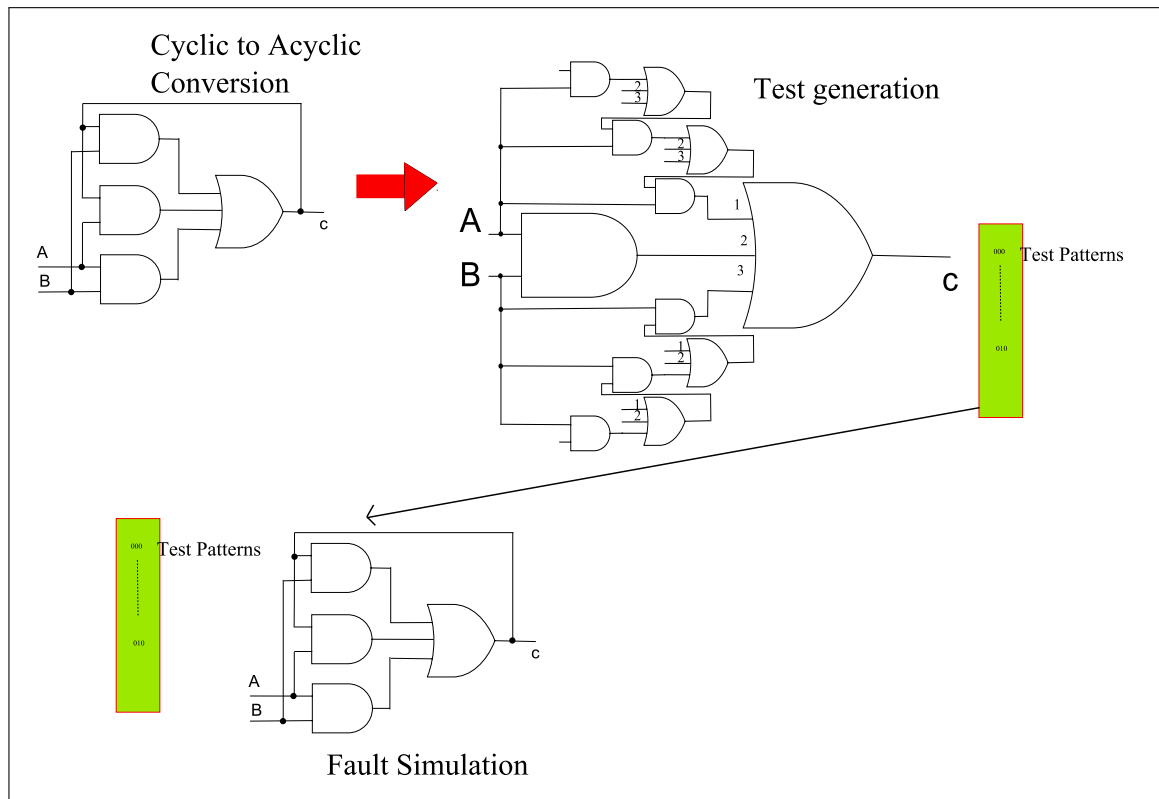 Cyclic to Acyclic
Conversion
A
B
c
Test generation
2
3
2
3
A
B
1
2
3
c
1
2
1
2
000
Test Patterns
010
000
Test Patterns
010
A
B
c
Fault Simulation